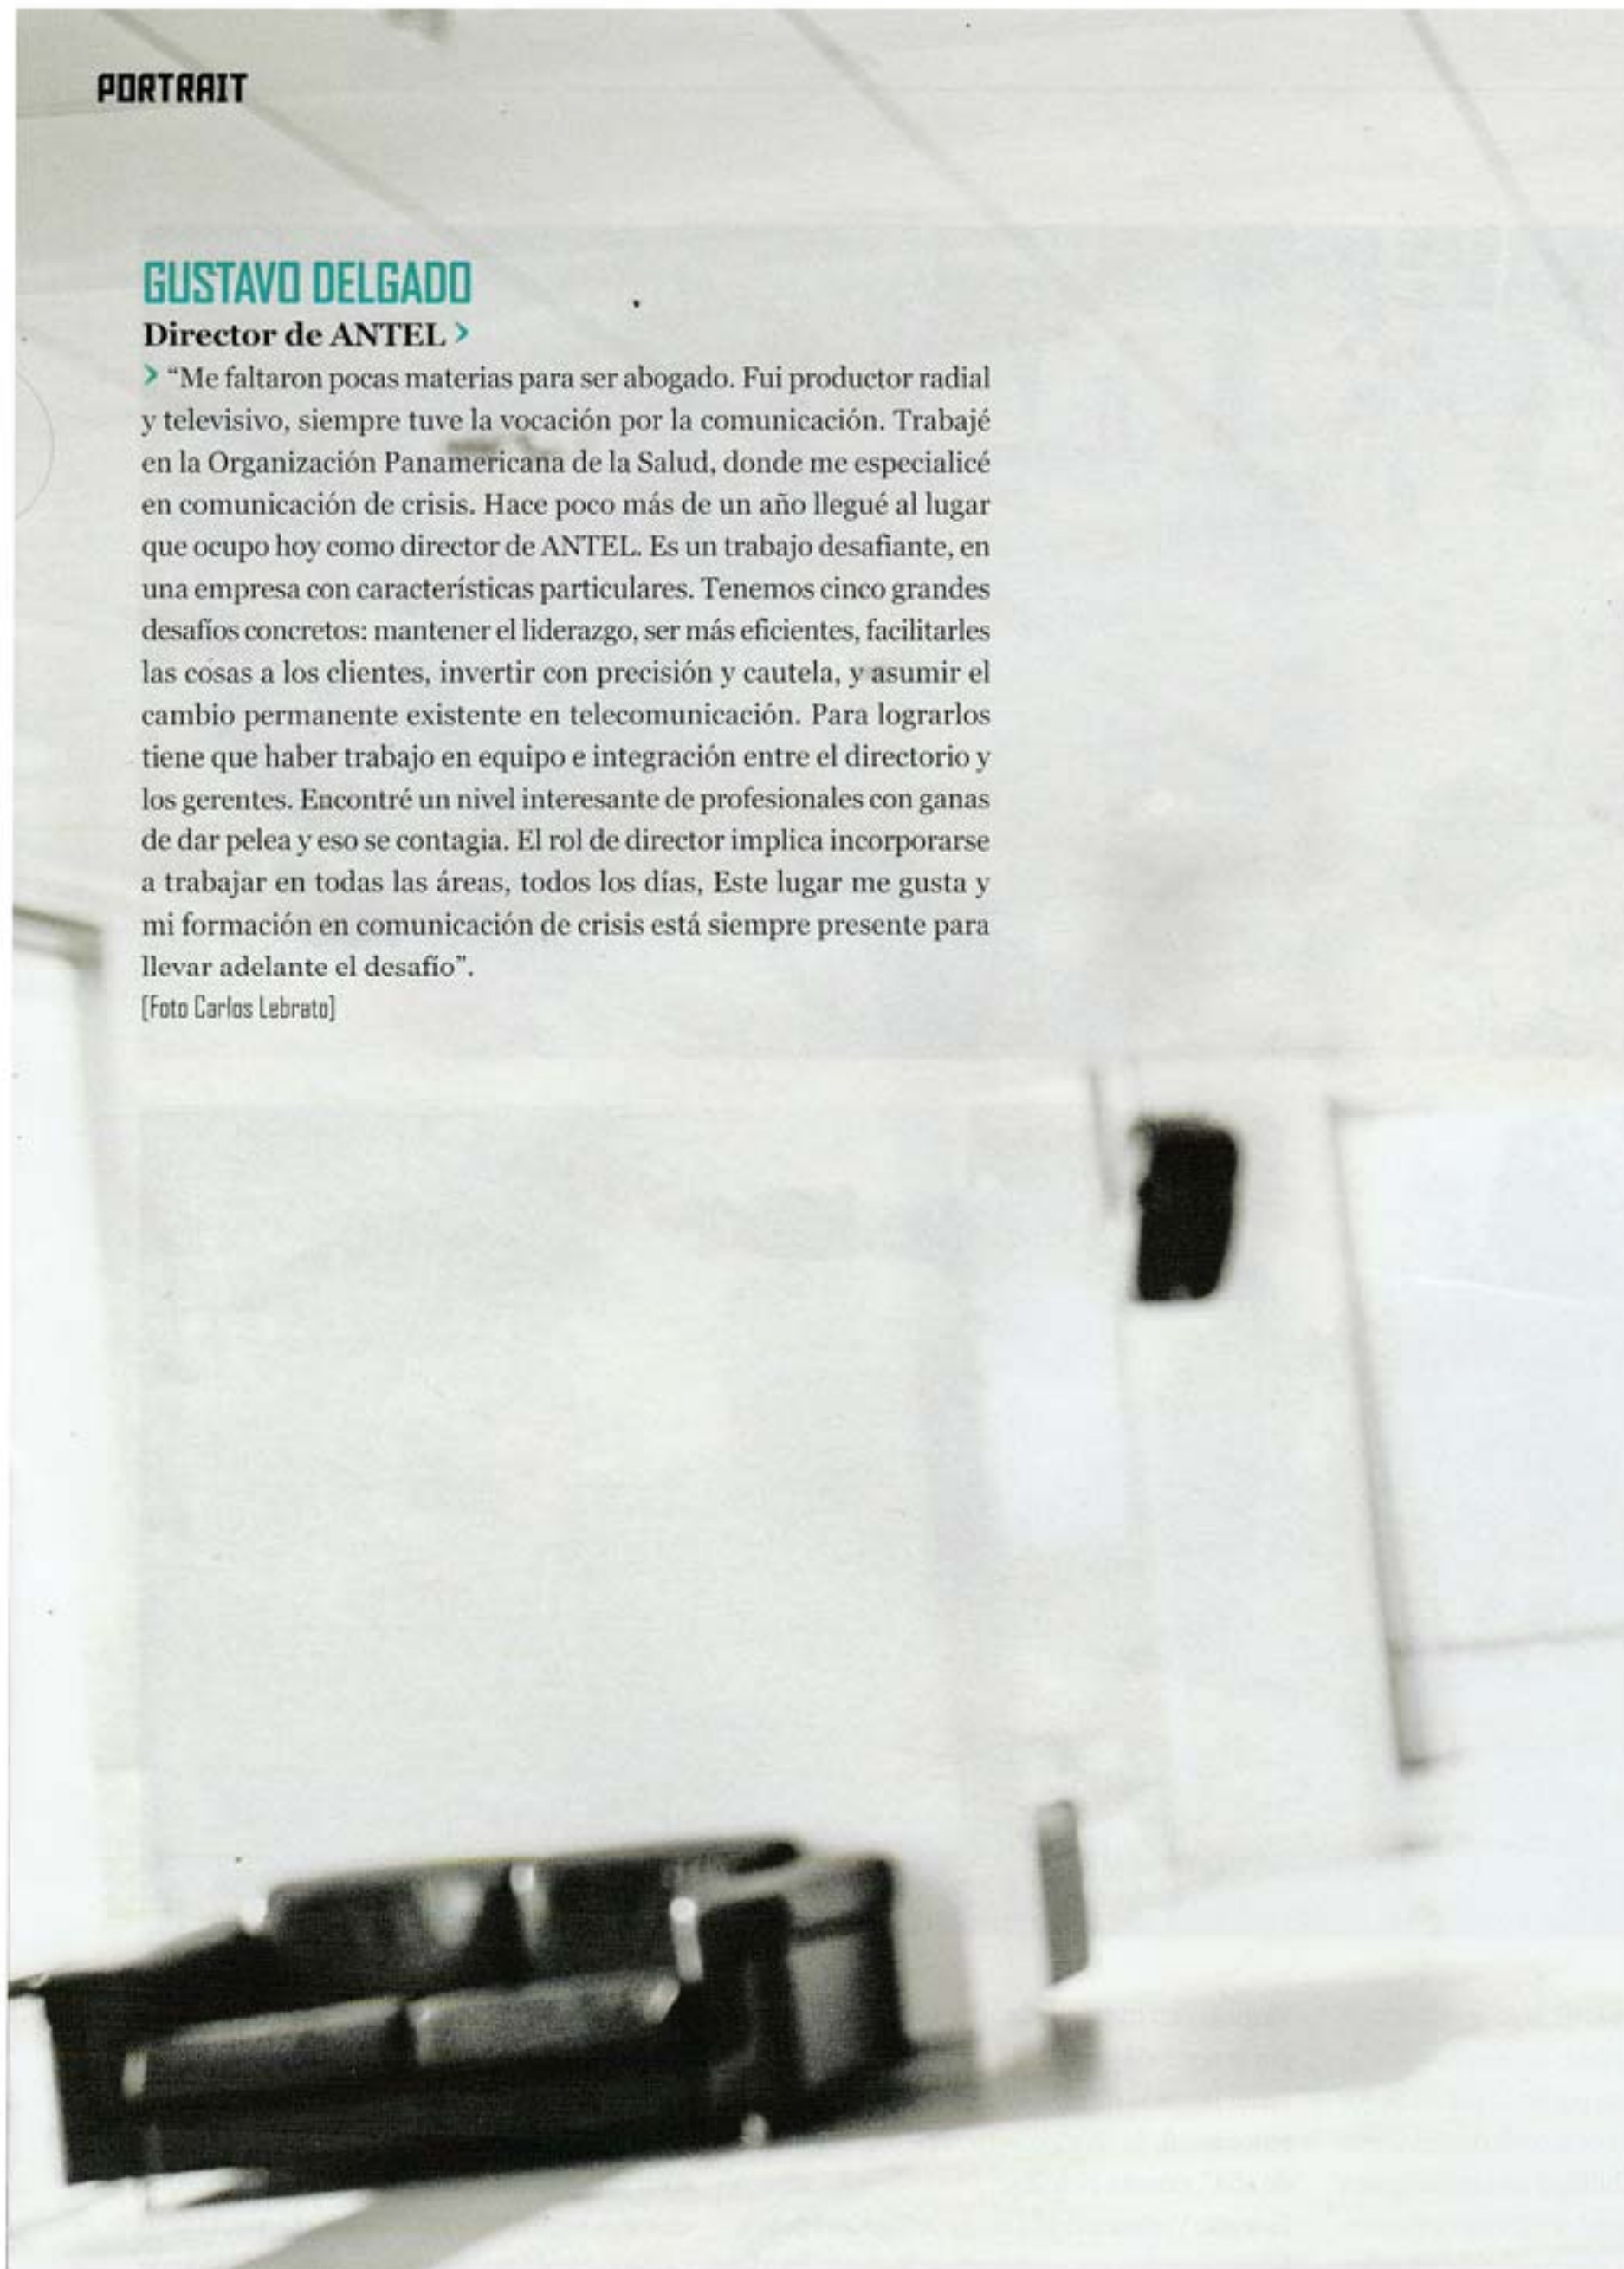 PORTRAIT
GUSTAVO DELGADO
Director de ANTEL >
> “Me faltaron pocas materias para ser abogado. Fui productor radial
y televisivo, siempre tuve la vocación por la comunicación. Trabajé
en la Organización Panamericana de la Salud, donde me especialicé
en comunicación de crisis. Hace poco más de un año llegué al lugar
que ocupo hoy como director de ANTEL. Es un trabajo desafiante, en
una empresa con características particulares. Tenemos cinco grandes
desafíos concretos: mantener el liderazgo, ser más eficientes, facilitarles
las cosas a los clientes, invertir con precisión y cautela, y asumir el
cambio permanente existente en telecomunicación. Para lograrlos
tiene que haber trabajo en equipo e integración entre el directorio y
los gerentes. Encontré un nivel interesante de profesionales con ganas
de dar pelea y eso se contagia. El rol de director implica incorporarse
a trabajar en todas las áreas, todos los días, Este lugar me gusta y
mi formación en comunicación de crisis está siempre presente para
llevar adelante el desafío”.
[Foto Carlos Lebrato]